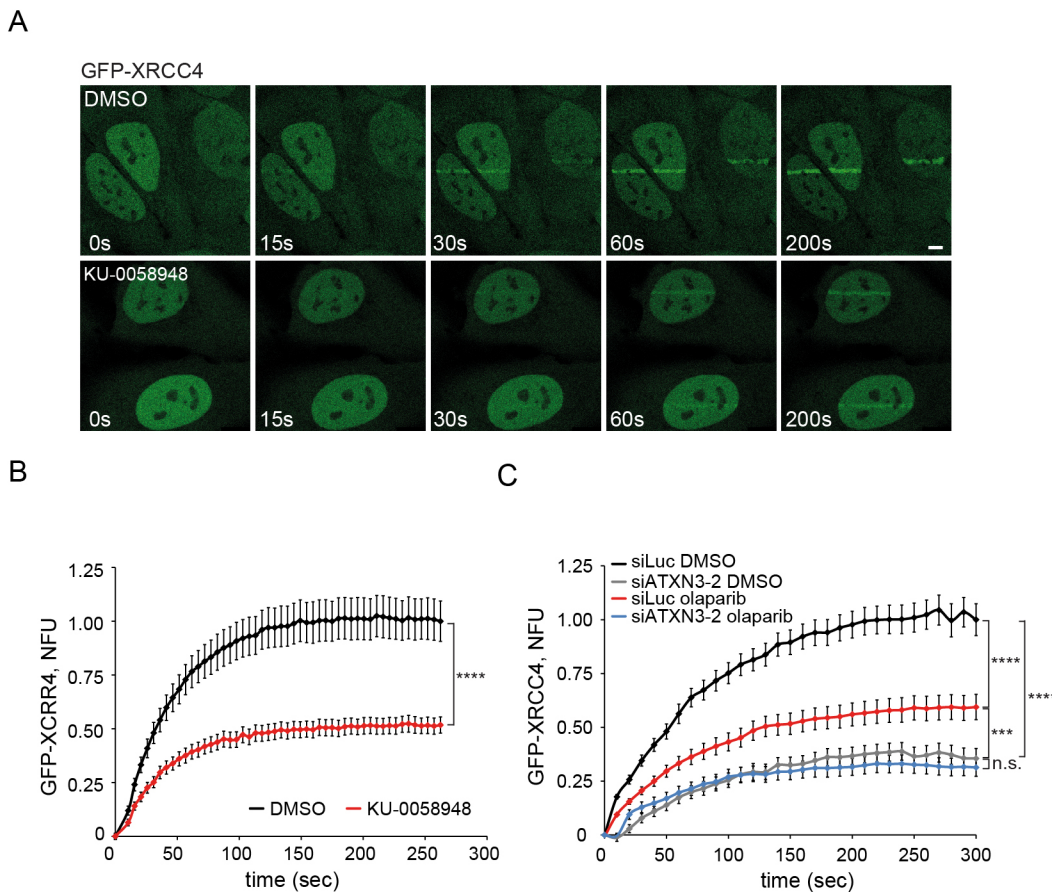 A
GFP-XRCC4
DMSO
0s
15s
30s
60s
200s
KU-0058948
0s
15s
30s
60s
200s
B
GFP-XCRR4, NFU
1.25
1.00
0.75
0.50
0.25
0
0
50
100
150
200
250
300
time (sec)
DMSO
KU-0058948
****
C
GFP-XRCC4, NFU
1.25
1.00
0.75
0.50
0.25
0
0
50
100
150
200
250
300
time (sec)
siLuc DMSO
siATXN3-2 DMSO
siLuc olaparib
siATXN3-2 olaparib
****
****
***
n.s.